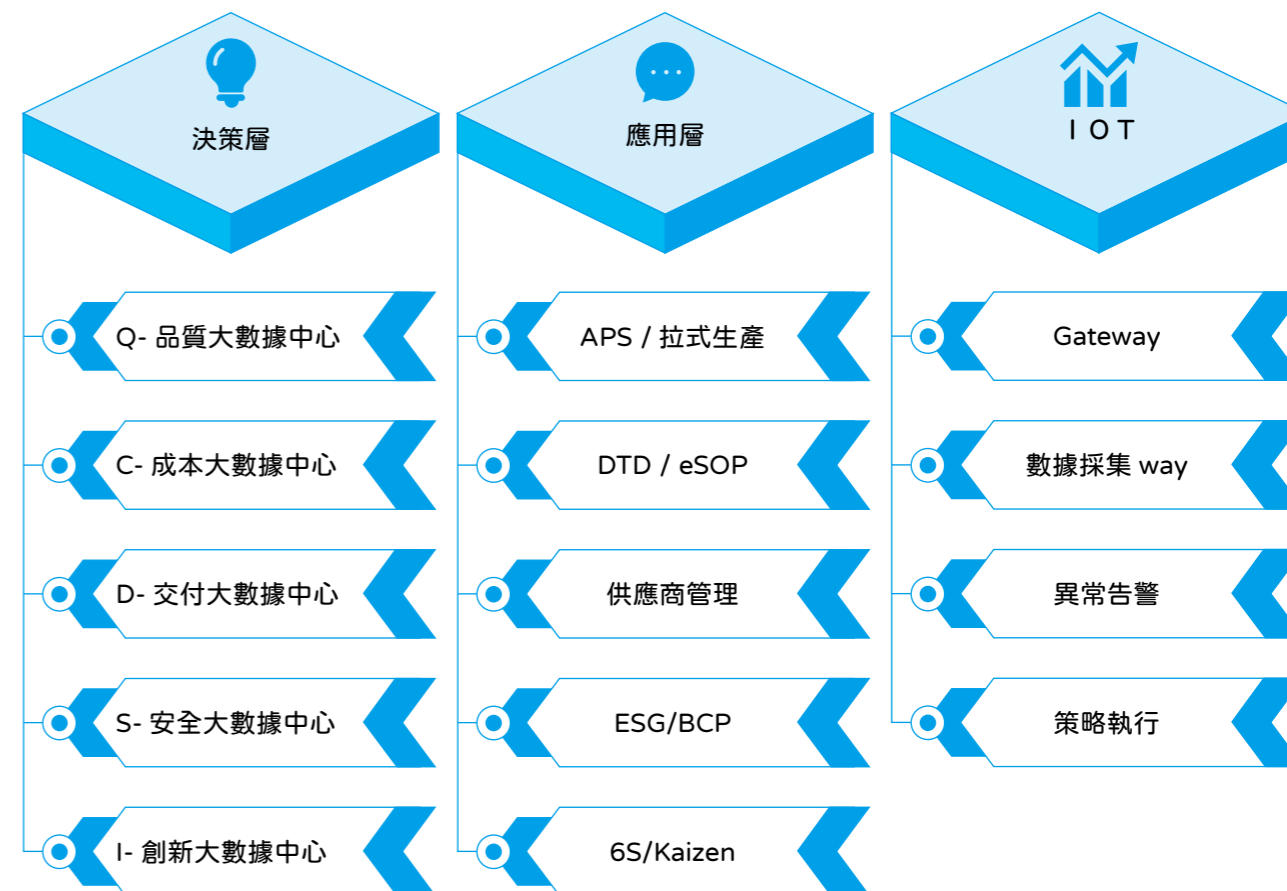 決策層
Q- 品質大數據中心
C- 成本大數據中心
D- 交付大數據中心
S- 安全大數據中心
I- 創新大數據中心
應用層
APS / 拉式生產
DTD / eSOP
供應商管理
ESG/BCP
6S/Kaizen
IOT
Gateway
數據採集 way
異常告警
策略執行